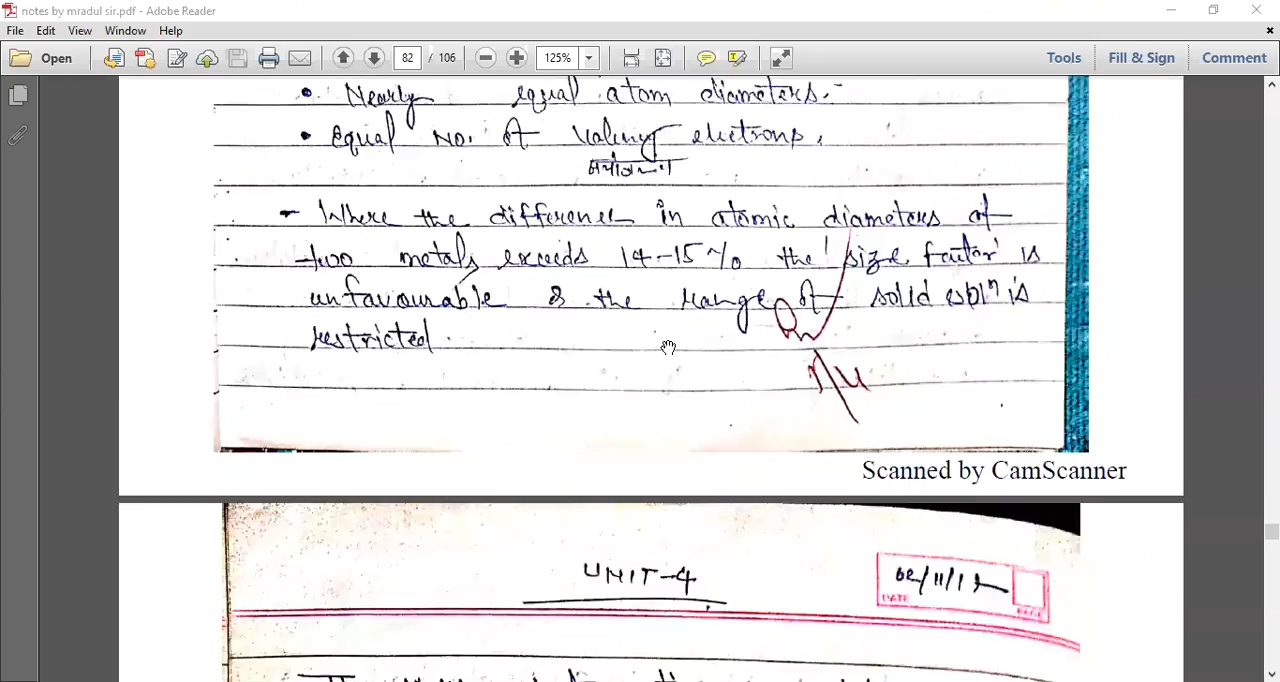 notes by mradul sir.pdf - Adobe Reader
File Edit View Window Help
Open 82 / 106 125% Tools Fill & Sign Comment
• Nearly equal atom diameters.
• Equal No. of valency electrons.
- Where the difference in atomic diameters of
two metals exceeds 14-15% the 'size factor' is
unfavourable & the range of solid soln is
restricted.
Scanned by CamScanner
UNIT-4
DATE
PAGE